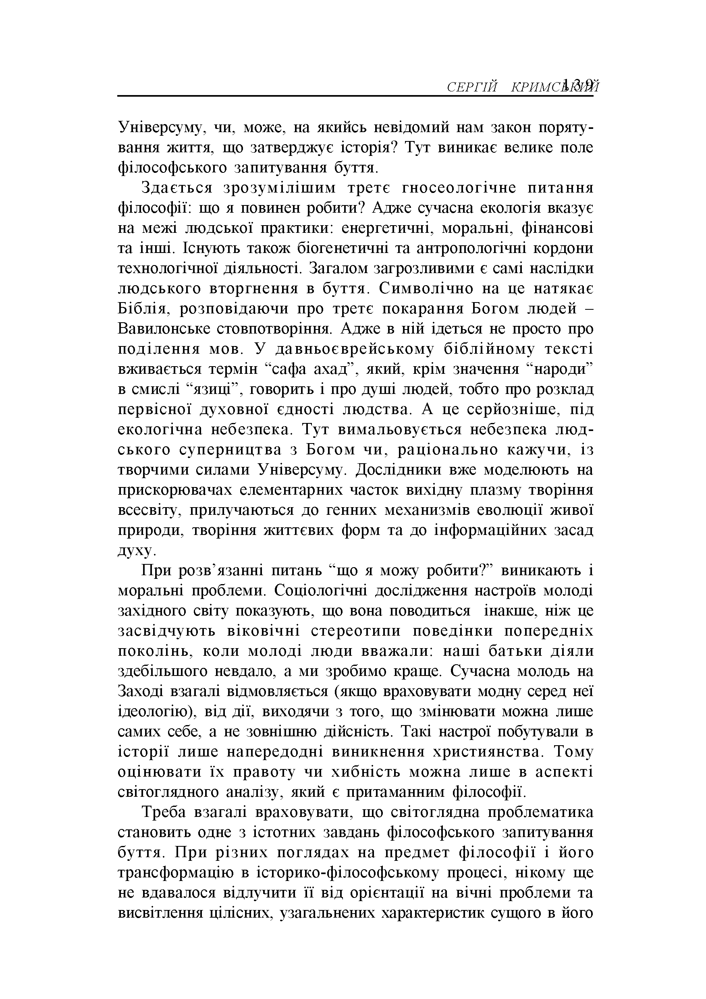 СЕРГІЙ КРИМСЬКИЙ 139
Універсуму, чи, може, на якийсь невідомий нам закон поряту-
вання життя, що затверджує історія? Тут виникає велике поле
філософського запитування буття.
Здається зрозумілішим третє гносеологічне питання
філософії: що я повинен робити? Адже сучасна екологія вказує
на межі людської практики: енергетичні, моральні, фінансові
та інші. Існують також біогенетичні та антропологічні кордони
технологічної діяльності. Загалом загрозливими є самі наслідки
людського вторгнення в буття. Символічно на це натякає
Біблія, розповідаючи про третє покарання Богом людей –
Вавилонське стовпотворіння. Адже в ній ідеться не просто про
поділення мов. У давньоєврейському біблійному тексті
вживається термін “сафа ахад”, який, крім значення “народи”
в смислі “язиці”, говорить і про душі людей, тобто про розклад
первісної духовної єдності людства. А це серйозніше, під
екологічна небезпека. Тут вимальовується небезпека люд-
ського суперництва з Богом чи, раціонально кажучи, із
творчими силами Універсуму. Дослідники вже моделюють на
прискорювачах елементарних часток вихідну плазму творіння
всесвіту, прилучаються до генних механизмів еволюції живої
природи, творіння життєвих форм та до інформаційних засад
духу.
При розв’язанні питань “що я можу робити?” виникають і
моральні проблеми. Соціологічні дослідження настроїв молоді
західного світу показують, що вона поводиться інакше, ніж це
засвідчують віковічні стереотипи поведінки попередніх
поколінь, коли молоді люди вважали: наші батьки діяли
здебільшого невдало, а ми зробимо краще. Сучасна молодь на
Заході взагалі відмовляється (якщо враховувати модну серед неї
ідеологію), від дії, виходячи з того, що змінювати можна лише
самих себе, а не зовнішню дійсність. Такі настрої побутували в
історії лише напередодні виникнення християнства. Тому
оцінювати їх правоту чи хибність можна лише в аспекті
світоглядного аналізу, який є притаманним філософії.
Треба взагалі враховувати, що світоглядна проблематика
становить одне з істотних завдань філософського запитування
буття. При різних поглядах на предмет філософії і його
трансформацію в історико-філософському процесі, нікому ще
не вдавалося відлучити її від орієнтації на вічні проблеми та
висвітлення цілісних, узагальнених характеристик сущого в його